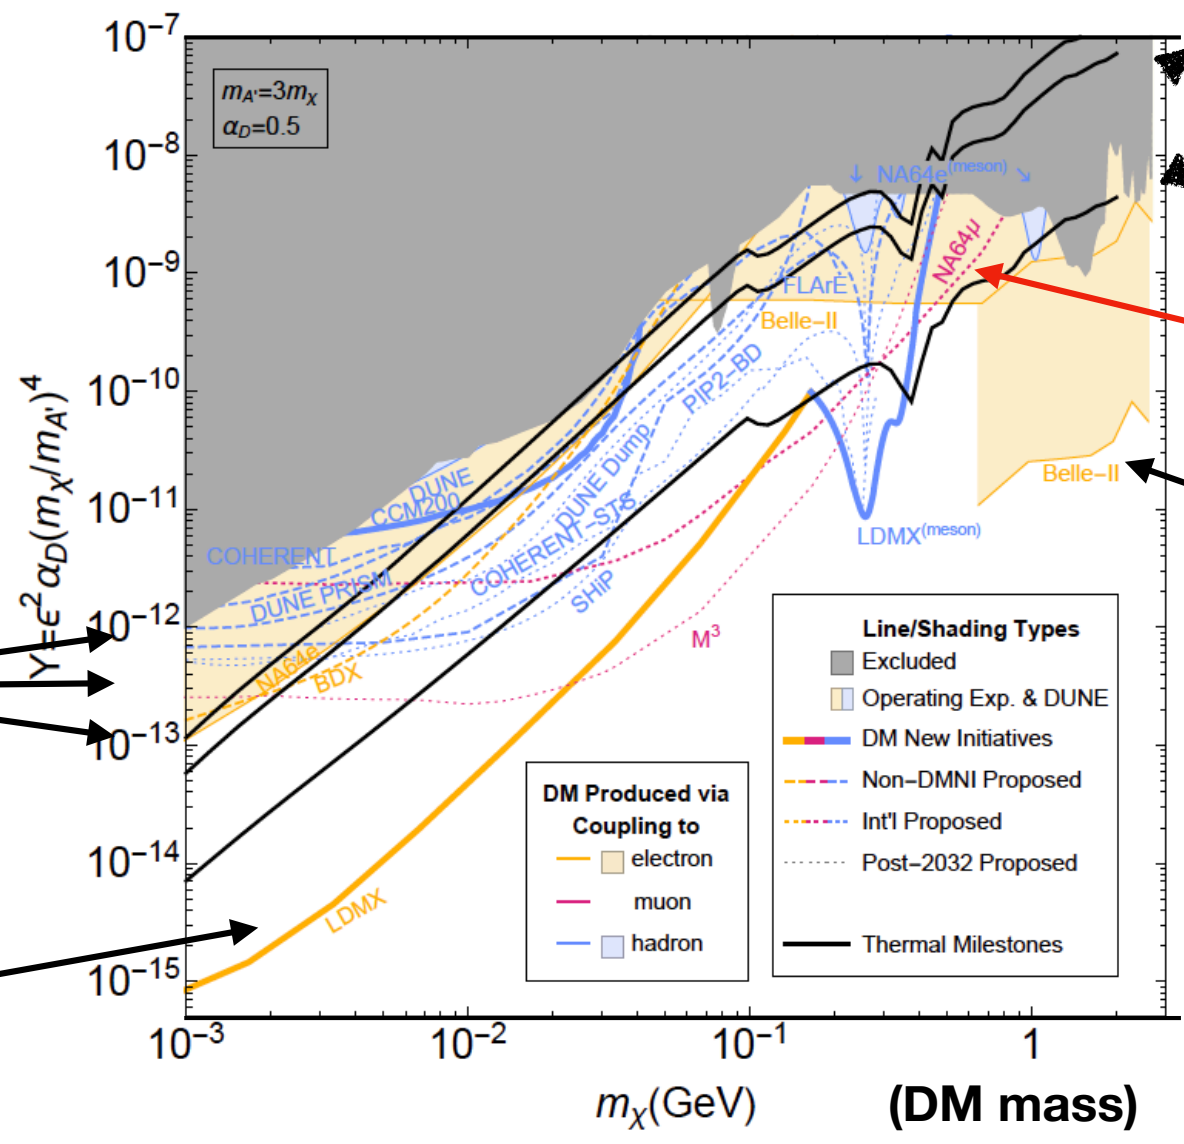 10⁻⁷
10⁻⁸
10⁻⁹
10⁻¹⁰
10⁻¹¹
10⁻¹²
10⁻¹³
10⁻¹⁴
10⁻¹⁵
Y=ϵ² α_D(m_χ/m_A')⁴
m_A'=3m_χ
α_D=0.5
↓ NA64e(meson) ↘
NA64μ
FLArE
Belle−II
PIP2−BD
DUNE
CCM200
DUNE Dump
COHERENT
COHERENT−STS
DUNE PRISM
SHIP
NA64e
BDX
M³
LDMX(meson)
Belle−II
LDMX
DM Produced via
Coupling to
electron
muon
hadron
Line/Shading Types
Excluded
Operating Exp. & DUNE
DM New Initiatives
Non−DMNI Proposed
Int'l Proposed
Post−2032 Proposed
Thermal Milestones
10⁻³
10⁻²
10⁻¹
1
m_χ(GeV)
(DM mass)